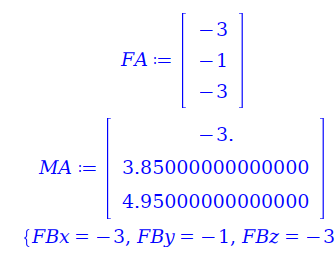 FA := [ −3
−1
−3 ]
MA := [ −3.
3.85000000000000
4.95000000000000 ]
{FBx = −3, FBy = −1, FBz = −3